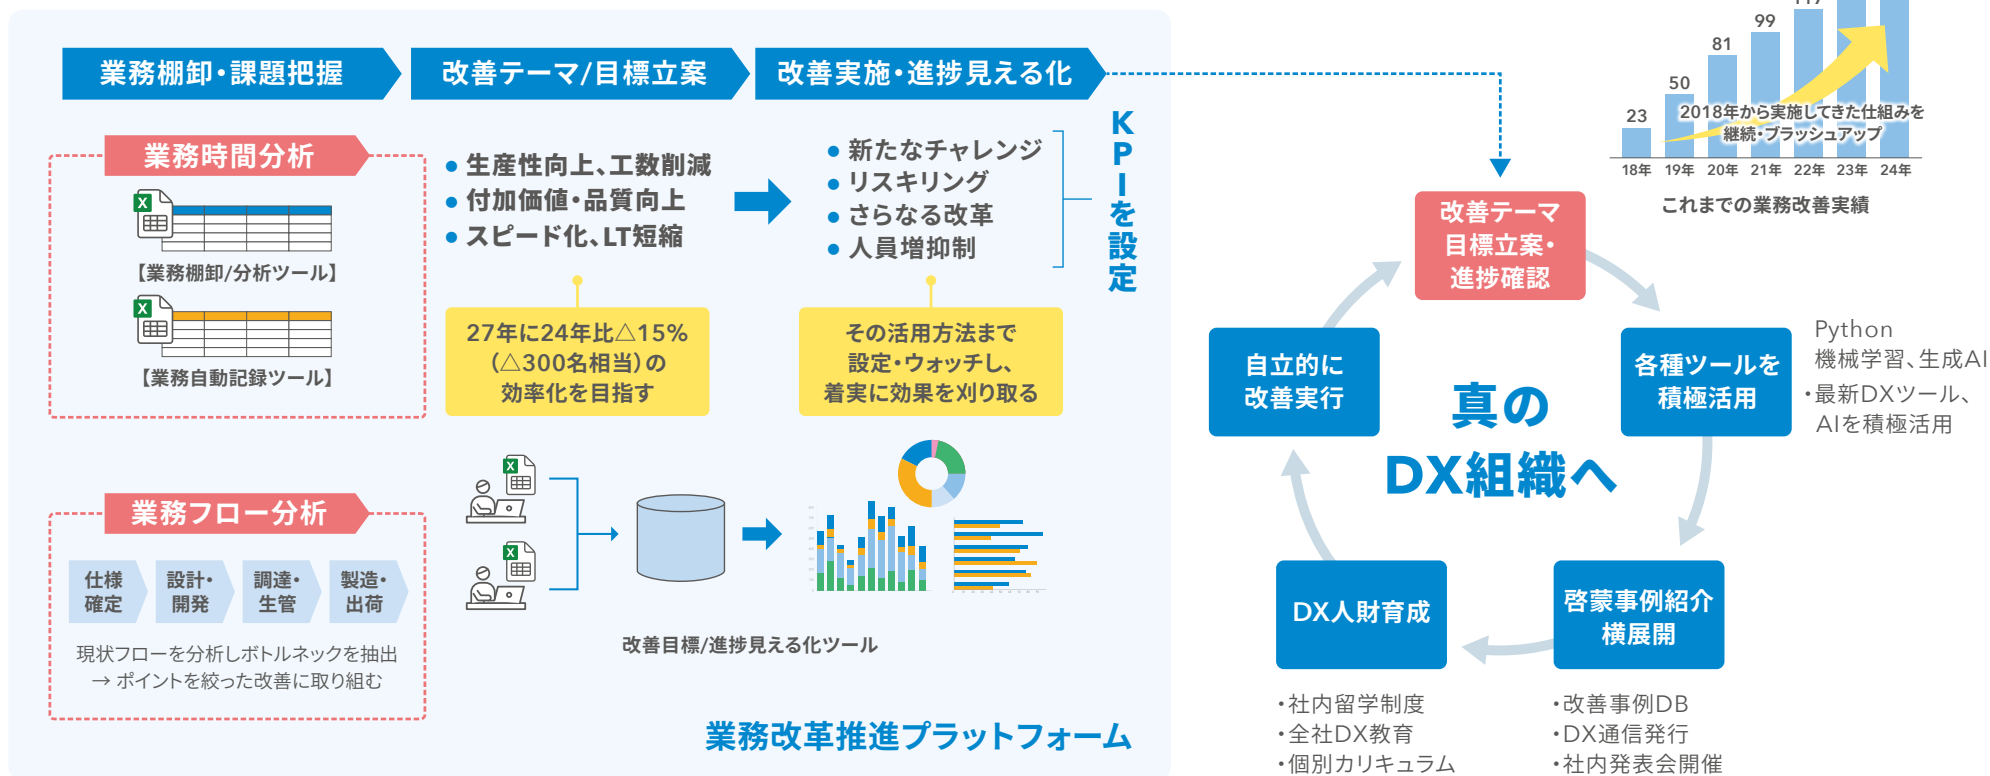 業務棚卸・課題把握
改善テーマ/目標立案
改善実施・進捗見える化
業務時間分析
【業務棚卸/分析ツール】
【業務自動記録ツール】
業務フロー分析
仕様
確定
設計・
開発
調達・
生管
製造・
出荷
現状フローを分析しボトルネックを抽出
→ ポイントを絞った改善に取り組む
● 生産性向上、工数削減
● 付加価値・品質向上
● スピード化、LT短縮
27年に24年比△15%
(△300名相当)の
効率化を目指す
● 新たなチャレンジ
● リスキリング
● さらなる改革
● 人員増抑制
KPIを設定
その活用方法まで
設定・ウォッチし、
着実に効果を刈り取る
改善目標/進捗見える化ツール
業務改革推進プラットフォーム
23
50
81
99
2018年から実施してきた仕組みを
継続・ブラッシュアップ
18年 19年 20年 21年 22年 23年 24年
これまでの業務改善実績
改善テーマ
目標立案・
進捗確認
各種ツールを
積極活用
Python
機械学習、生成AI
・最新DXツール、
AIを積極活用
自立的に
改善実行
真の
DX組織へ
DX人財育成
・社内留学制度
・全社DX教育
・個別カリキュラム
啓蒙事例紹介
横展開
・改善事例DB
・DX通信発行
・社内発表会開催